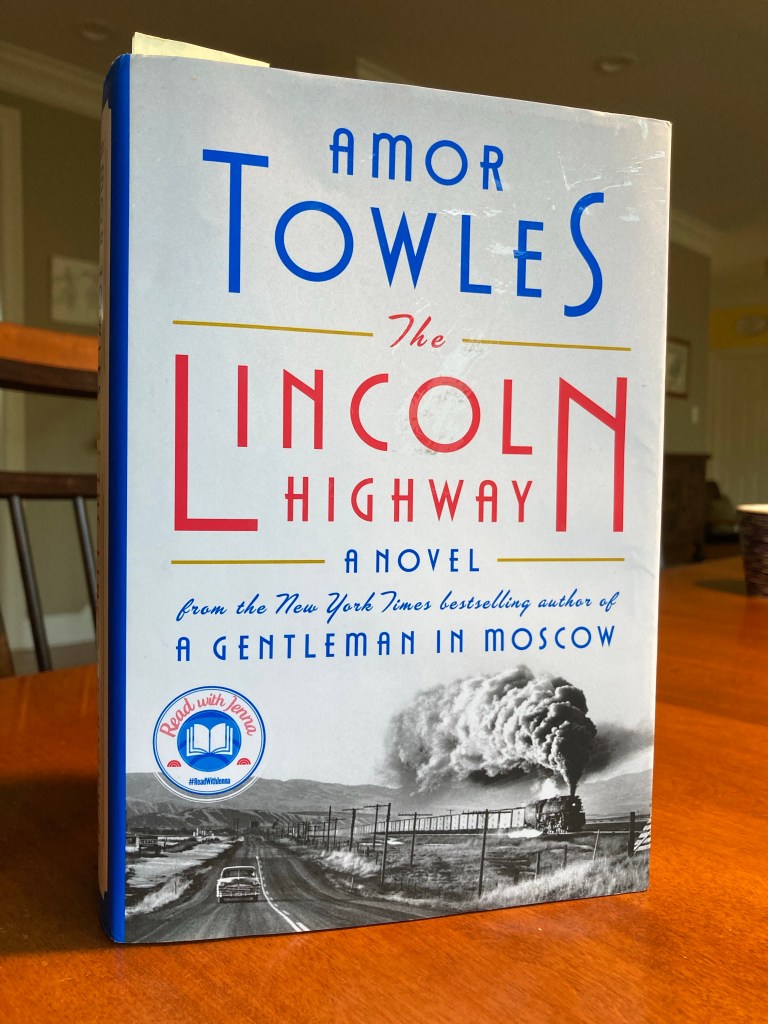 AMOR
TOWLES
The
LINCOLN
HIGHWAY
A NOVEL
from the New York Times bestselling author of
A GENTLEMAN IN MOSCOW
Read with Jenna
#ReadWithJenna